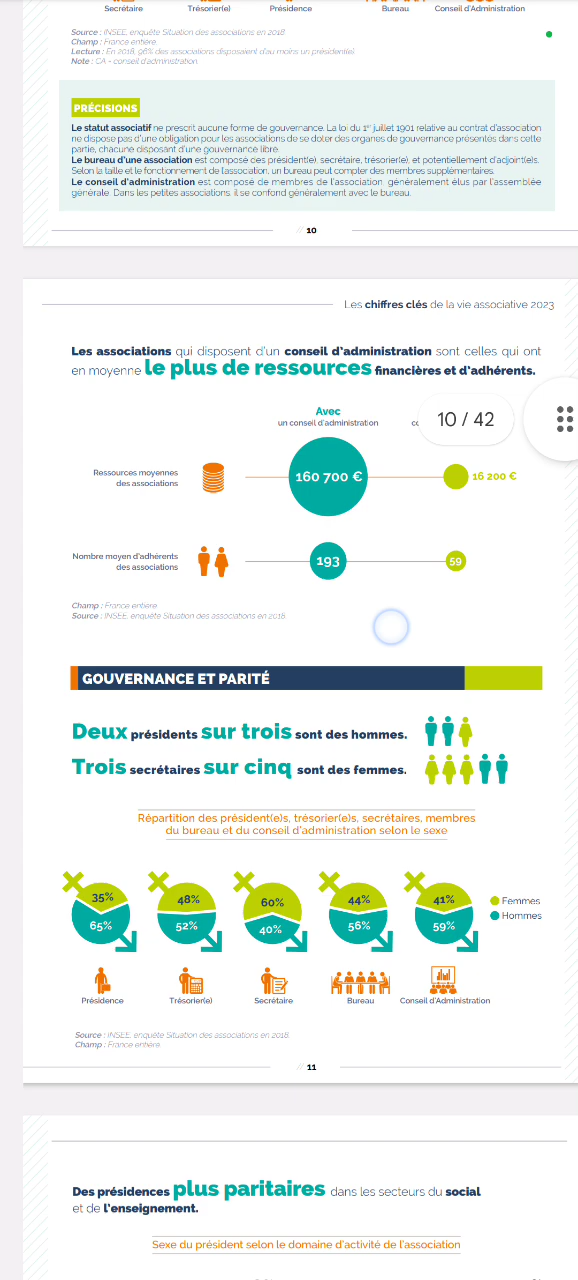 Secrétaire Trésorier(e) Présidence Bureau Conseil d'Administration
Source : INSEE, enquête Situation des associations en 2018
Champ : France entière.
Lecture : En 2018, 96% des associations disposaient d'au moins un président(e).
Note : CA = conseil d'administration.
PRÉCISIONS
Le statut associatif ne prescrit aucune forme de gouvernance. La loi du 1er juillet 1901 relative au contrat d'association
ne dispose pas d'une obligation pour les associations de se doter des organes de gouvernance présentés dans cette
partie, chacune disposant d'une gouvernance libre.
Le bureau d'une association est composé des président(e), secrétaire, trésorier(e), et potentiellement d'adjoint(e)s.
Selon la taille et le fonctionnement de l'association, un bureau peut compter des membres supplémentaires.
Le conseil d'administration est composé de membres de l'association, généralement élus par l'assemblée
générale. Dans les petites associations, il se confond généralement avec le bureau.
// 10
Les chiffres clés de la vie associative 2023
Les associations qui disposent d'un conseil d'administration sont celles qui ont
en moyenne le plus de ressources financières et d'adhérents.
Avec
un conseil d'administration
10 / 42
Ressources moyennes
des associations
160 700 €
16 200 €
Nombre moyen d'adhérents
des associations
193
59
Champ : France entière
Source : INSEE, enquête Situation des associations en 2018
GOUVERNANCE ET PARITÉ
Deux présidents sur trois sont des hommes.
Trois secrétaires sur cinq sont des femmes.
Répartition des président(e)s, trésorier(e)s, secrétaires, membres
du bureau et du conseil d'administration selon le sexe
35% 48% 60% 44% 41%
65% 52% 40% 56% 59%
Femmes
Hommes
Présidence Trésorier(e) Secrétaire Bureau Conseil d'Administration
Source : INSEE, enquête Situation des associations en 2018.
Champ : France entière.
// 11
Des présidences plus paritaires dans les secteurs du social
et de l'enseignement.
Sexe du président selon le domaine d'activité de l'association